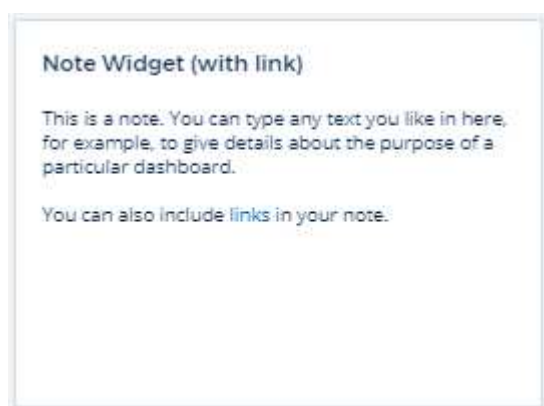 Note Widget (with link)
This is a note. You can type any text you like in here,
for example, to give details about the purpose of a
particular dashboard.
You can also include links in your note.